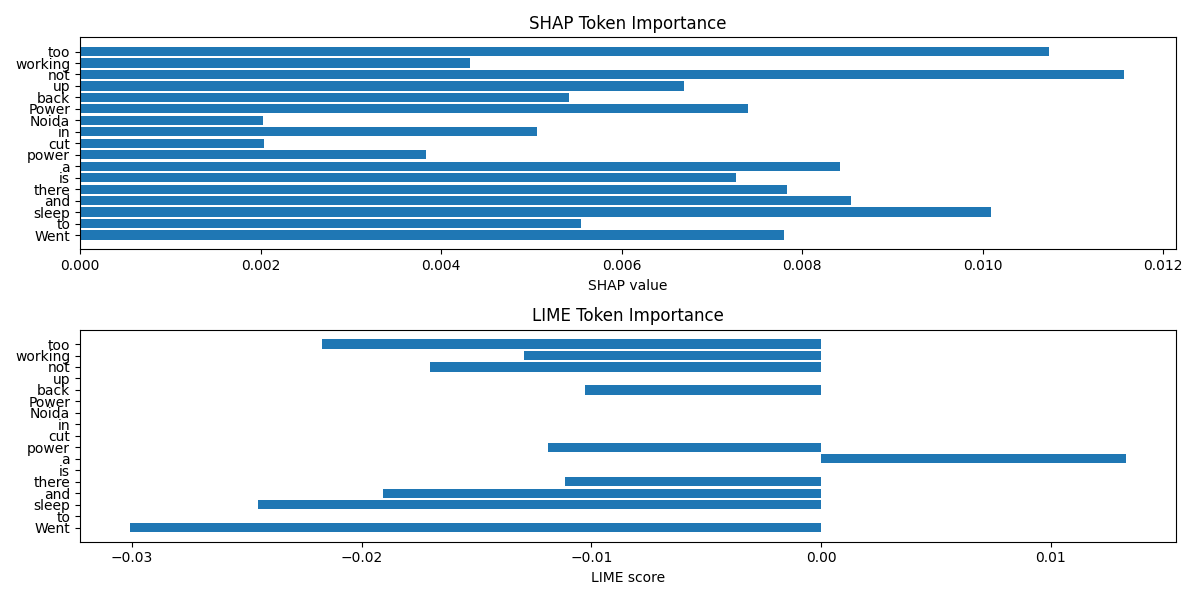 SHAP Token Importance
too
working
not
up
back
Power
Noida
in
cut
power
a
is
there
and
sleep
to
Went
0.000 0.002 0.004 0.006 0.008 0.010 0.012
SHAP value
LIME Token Importance
too
working
not
up
back
Power
Noida
in
cut
power
a
is
there
and
sleep
to
Went
−0.03 −0.02 −0.01 0.00 0.01
LIME score